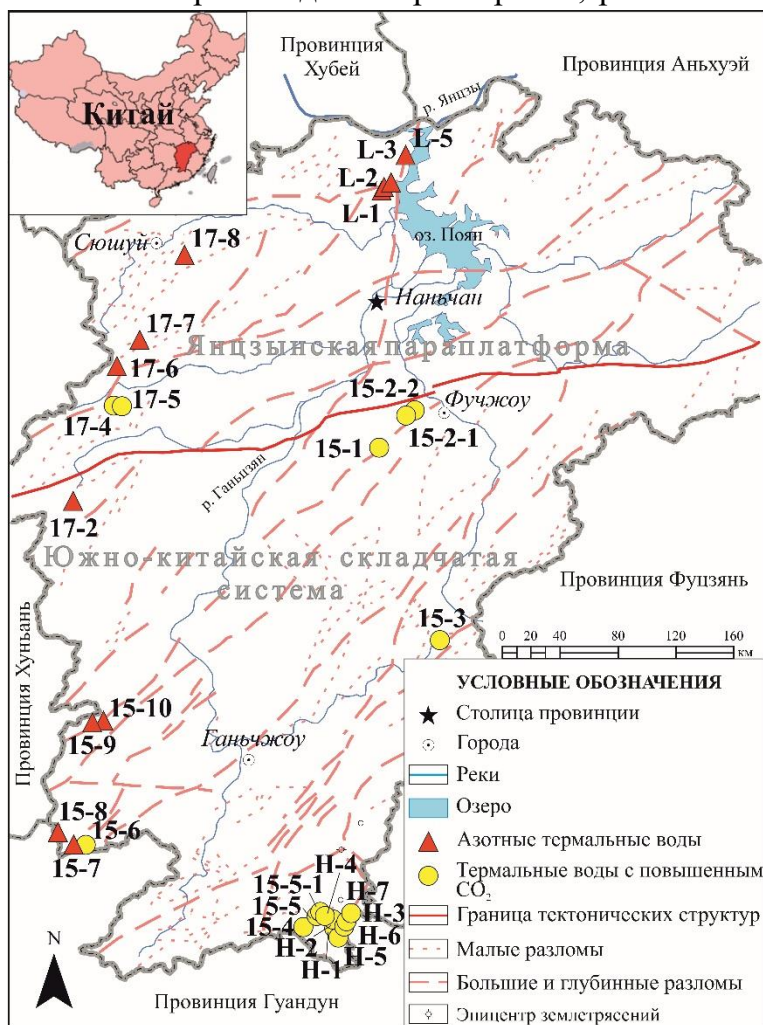 Провинция
Хубей
Провинция Аньхуэй
р. Янцзы
Китай
L-3
L-5
L-2
L-1
оз. Поян
Сюшуй
17-8
Наньчан
17-7
Янцзынская параплатформа
17-6
17-5
15-2-2
Фучжоу
17-4
15-2-1
15-1
р. Ганьцзян
17-2
Южно-китайская складчатая
система
Провинция Фуцзянь
Провинция Хуньань
15-3
0 40 80 120 160
км
УСЛОВНЫЕ ОБОЗНАЧЕНИЯ
Столица провинции
Города
Реки
Озеро
Азотные термальные воды
Термальные воды с повышенным
CO2
Граница тектонических структур
Малые разломы
Большие и глубинные разломы
Эпицентр землетрясений
15-10
15-9
Ганьчжоу
15-8
15-6
15-7
H-4
15-5-1
H-7
15-5
H-3
15-4
H-6
H-2
H-5
H-1
N
Провинция Гуандун